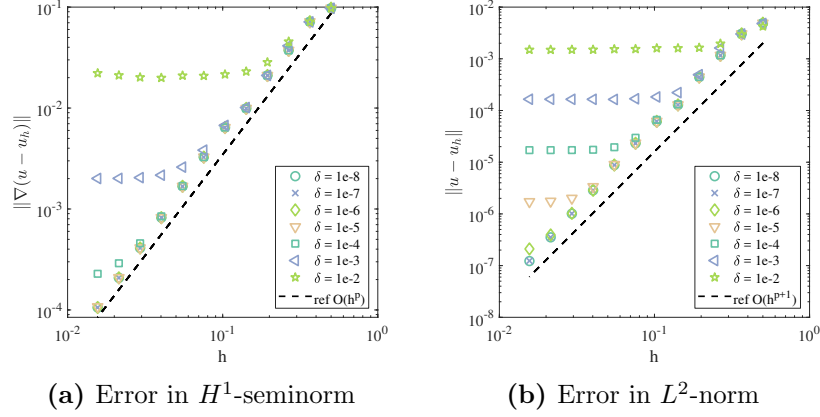 10^{-1}
10^{-2}
10^{-3}
10^{-4}
‖∇(u − u_h)‖
δ = 1e-8
δ = 1e-7
δ = 1e-6
δ = 1e-5
δ = 1e-4
δ = 1e-3
δ = 1e-2
ref O(h^p)
10^{-2}
10^{-1}
10^0
h
(a) Error in H^1-seminorm
10^{-2}
10^{-3}
10^{-4}
10^{-5}
10^{-6}
10^{-7}
10^{-8}
‖u − u_h‖
δ = 1e-8
δ = 1e-7
δ = 1e-6
δ = 1e-5
δ = 1e-4
δ = 1e-3
δ = 1e-2
ref O(h^{p+1})
10^{-2}
10^{-1}
10^0
h
(b) Error in L^2-norm